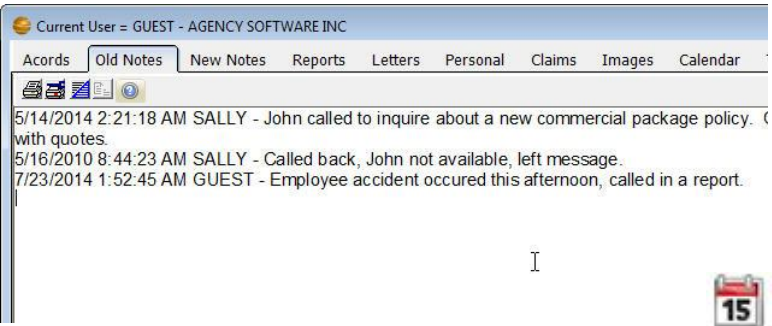 Current User = GUEST - AGENCY SOFTWARE INC
Acords Old Notes New Notes Reports Letters Personal Claims Images Calendar
5/14/2014 2:21:18 AM SALLY - John called to inquire about a new commercial package policy.
with quotes.
5/16/2010 8:44:23 AM SALLY - Called back, John not available, left message.
7/23/2014 1:52:45 AM GUEST - Employee accident occured this afternoon, called in a report.
15